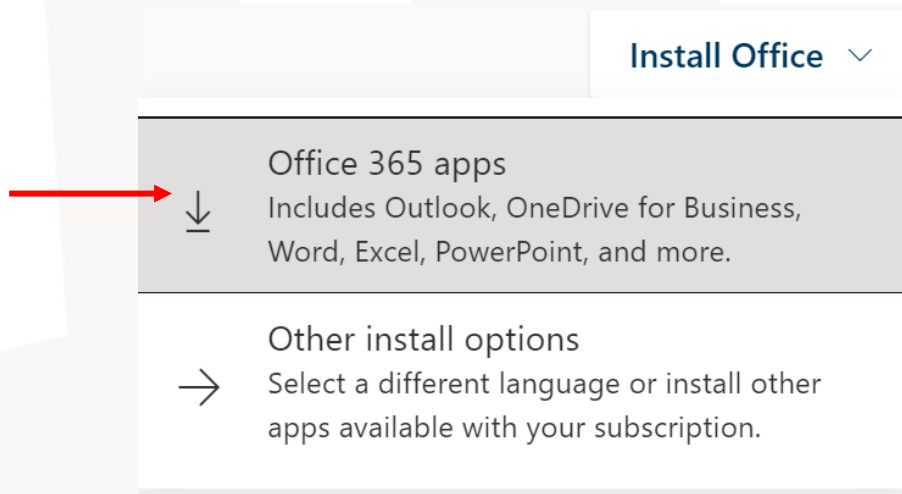 Install Office
Office 365 apps
Includes Outlook, OneDrive for Business,
Word, Excel, PowerPoint, and more.
Other install options
Select a different language or install other
apps available with your subscription.